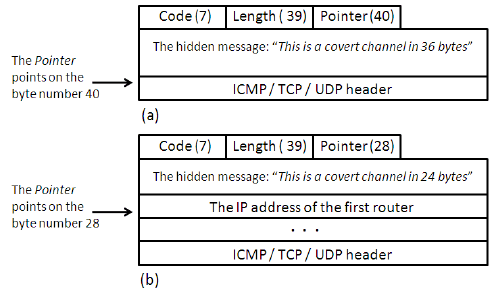 Code (7) Length ( 39) Pointer (40)
The hidden message: “This is a covert channel in 36 bytes”
The Pointer
points on the
byte number 40
ICMP / TCP / UDP header
(a)
Code (7) Length ( 39) Pointer (28)
The hidden message: “This is a covert channel in 24 bytes”
The Pointer
points on the
byte number 28
The IP address of the first router
. . .
ICMP / TCP / UDP header
(b)